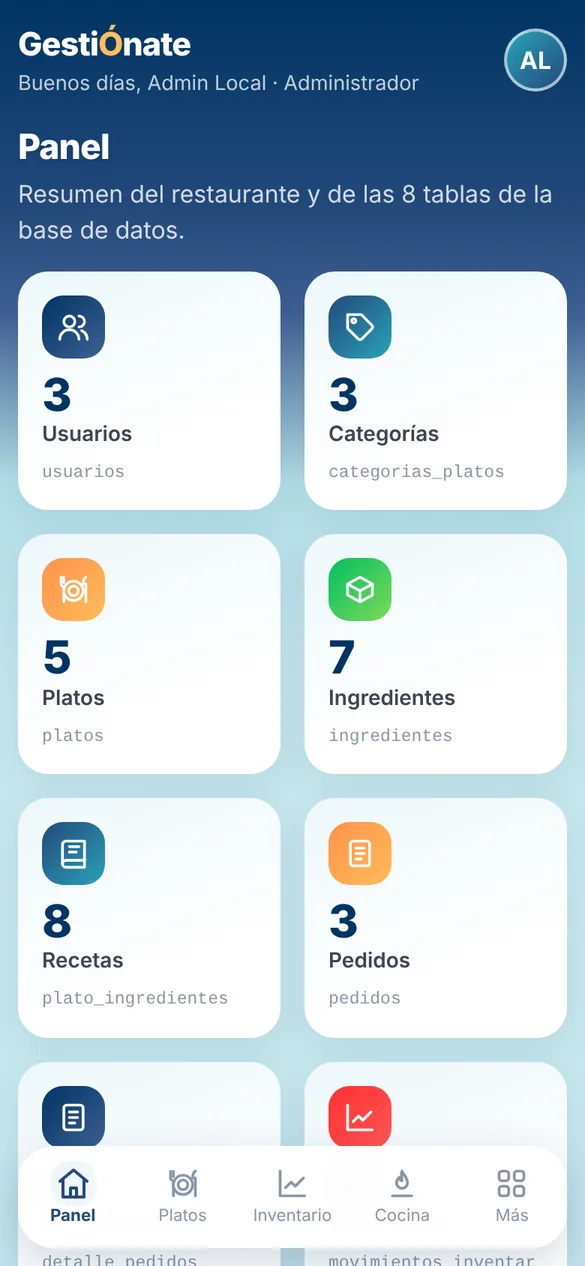 GestiÓnate
Buenos días, Admin Local · Administrador
AL
Panel
Resumen del restaurante y de las 8 tablas de la
base de datos.
3
Usuarios
usuarios
3
Categorías
categorias_platos
5
Platos
platos
7
Ingredientes
ingredientes
8
Recetas
plato_ingredientes
3
Pedidos
pedidos
Panel
Platos
Inventario
Cocina
Más
detalle_pedidos
movimientos_inventar